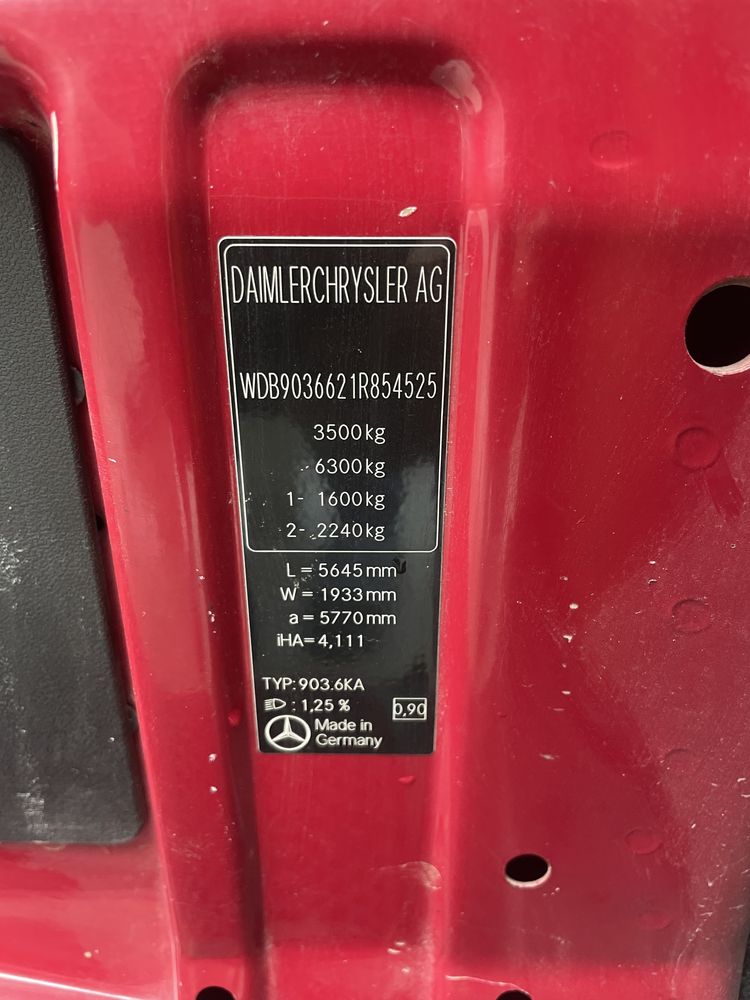 DAIMLERCHRYSLER AG
WDB9036621R854525
3500kg
6300kg
1- 1600kg
2- 2240kg
L = 5645mm
W = 1933mm
a = 5770mm
iHA= 4,111
TYP: 903.6KA
: 1,25 %
0,90
Made in
Germany